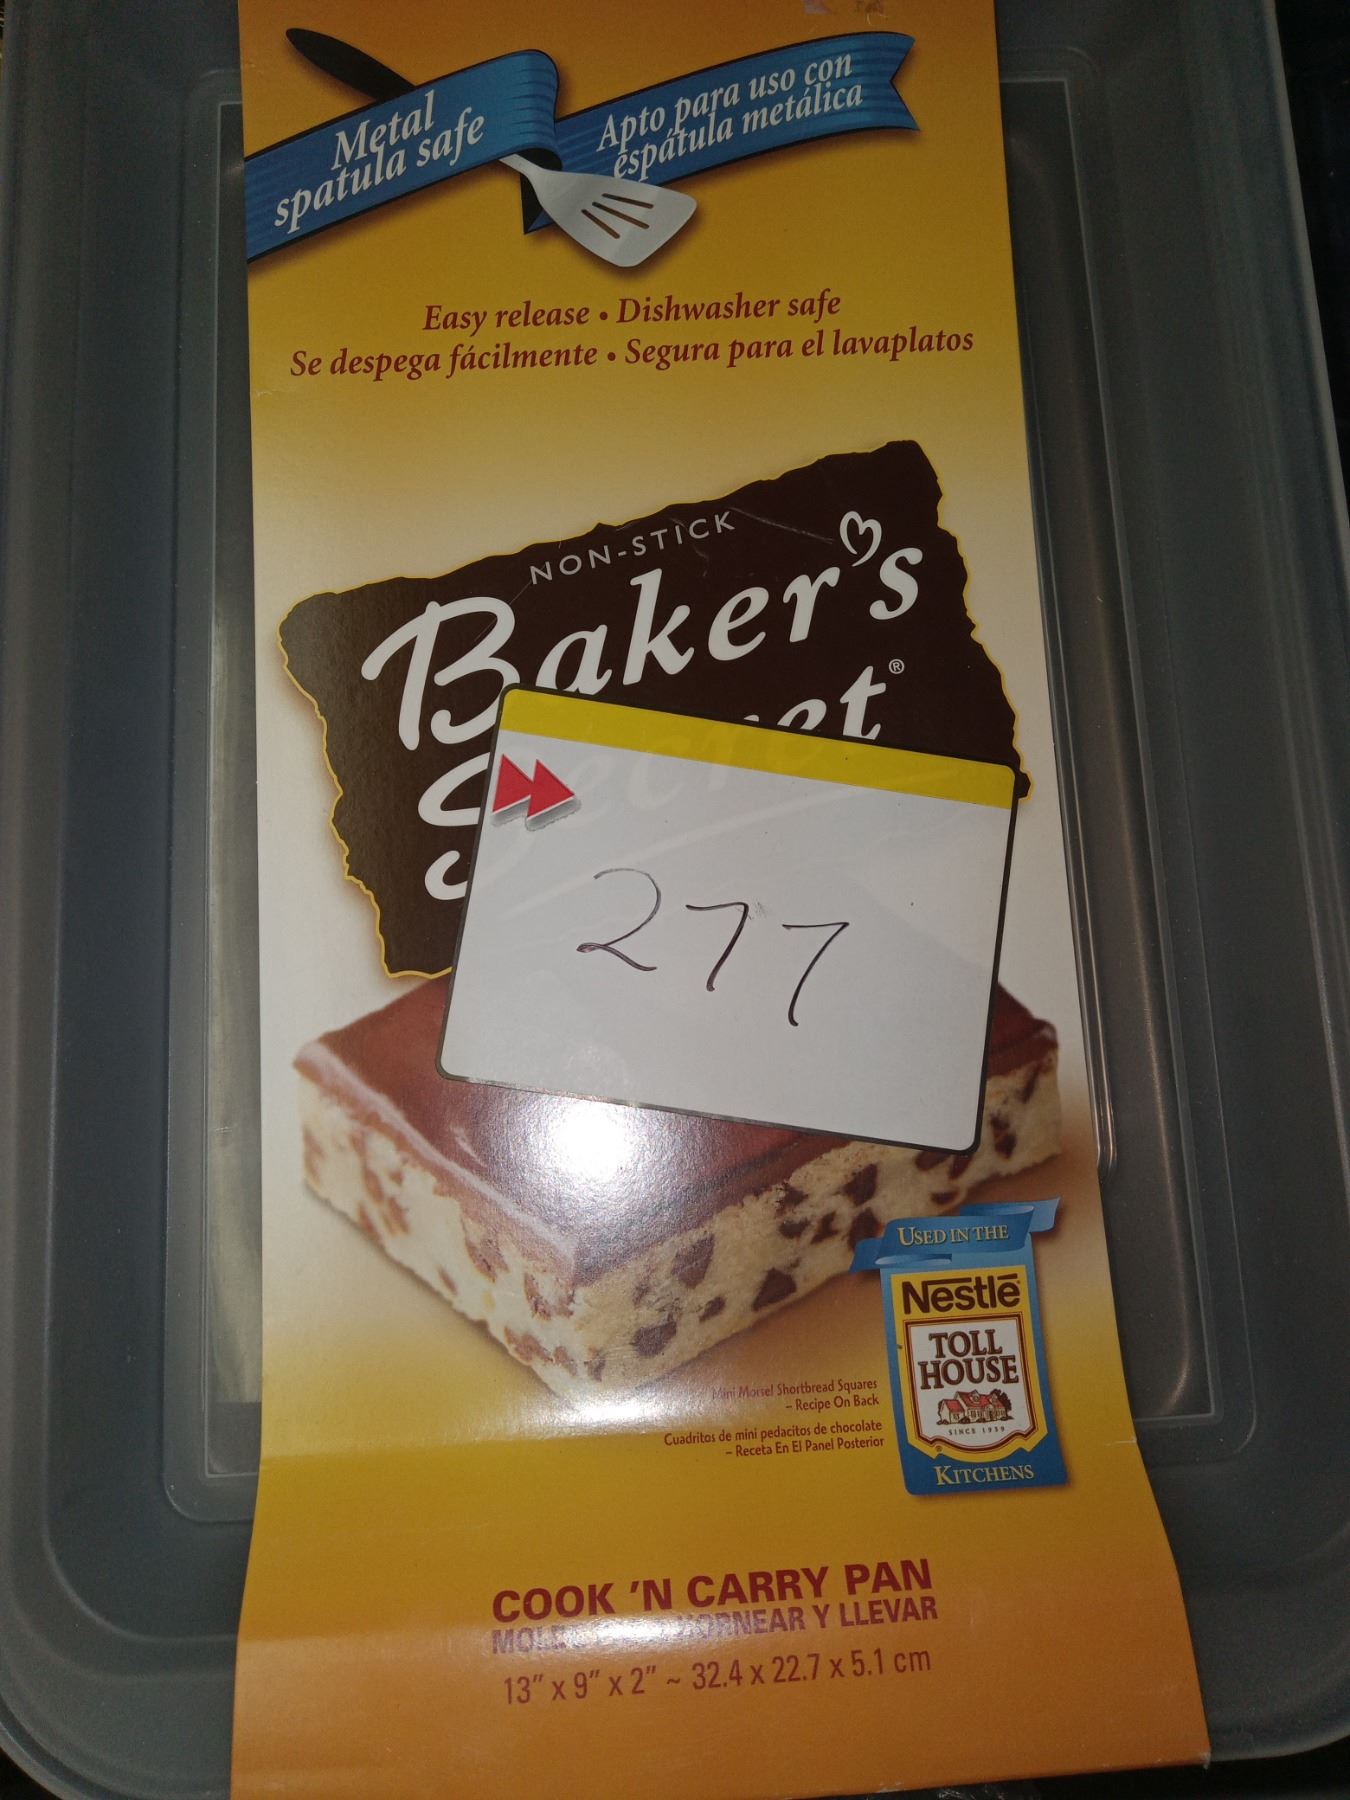 Metal
spatula safe
Apto para uso con
espátula metálica
Easy release • Dishwasher safe
Se despega fácilmente • Segura para el lavaplatos
NON-STICK
Baker's
Secret®
277
USED IN THE
Nestlē
TOLL
HOUSE
SINCE 1939
®
KITCHENS
Mini Morsel Shortbread Squares
– Recipe On Back
Cuadritos de mini pedacitos de chocolate
– Receta En El Panel Posterior
COOK 'N CARRY PAN
HORNEAR Y LLEVAR
13” x 9” x 2” ~ 32.4 x 22.7 x 5.1 cm